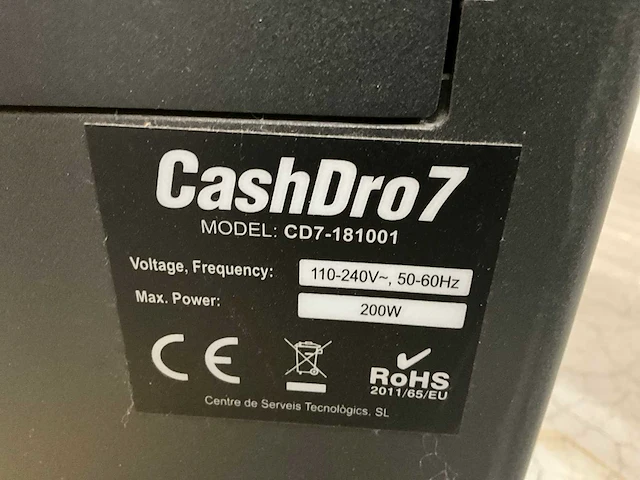 CashDro7
MODEL: CD7-181001
Voltage, Frequency: 110-240V~, 50-60Hz
Max. Power: 200W
CE
RoHS
2011/65/EU
Centre de Serveis Tecnològics, SL